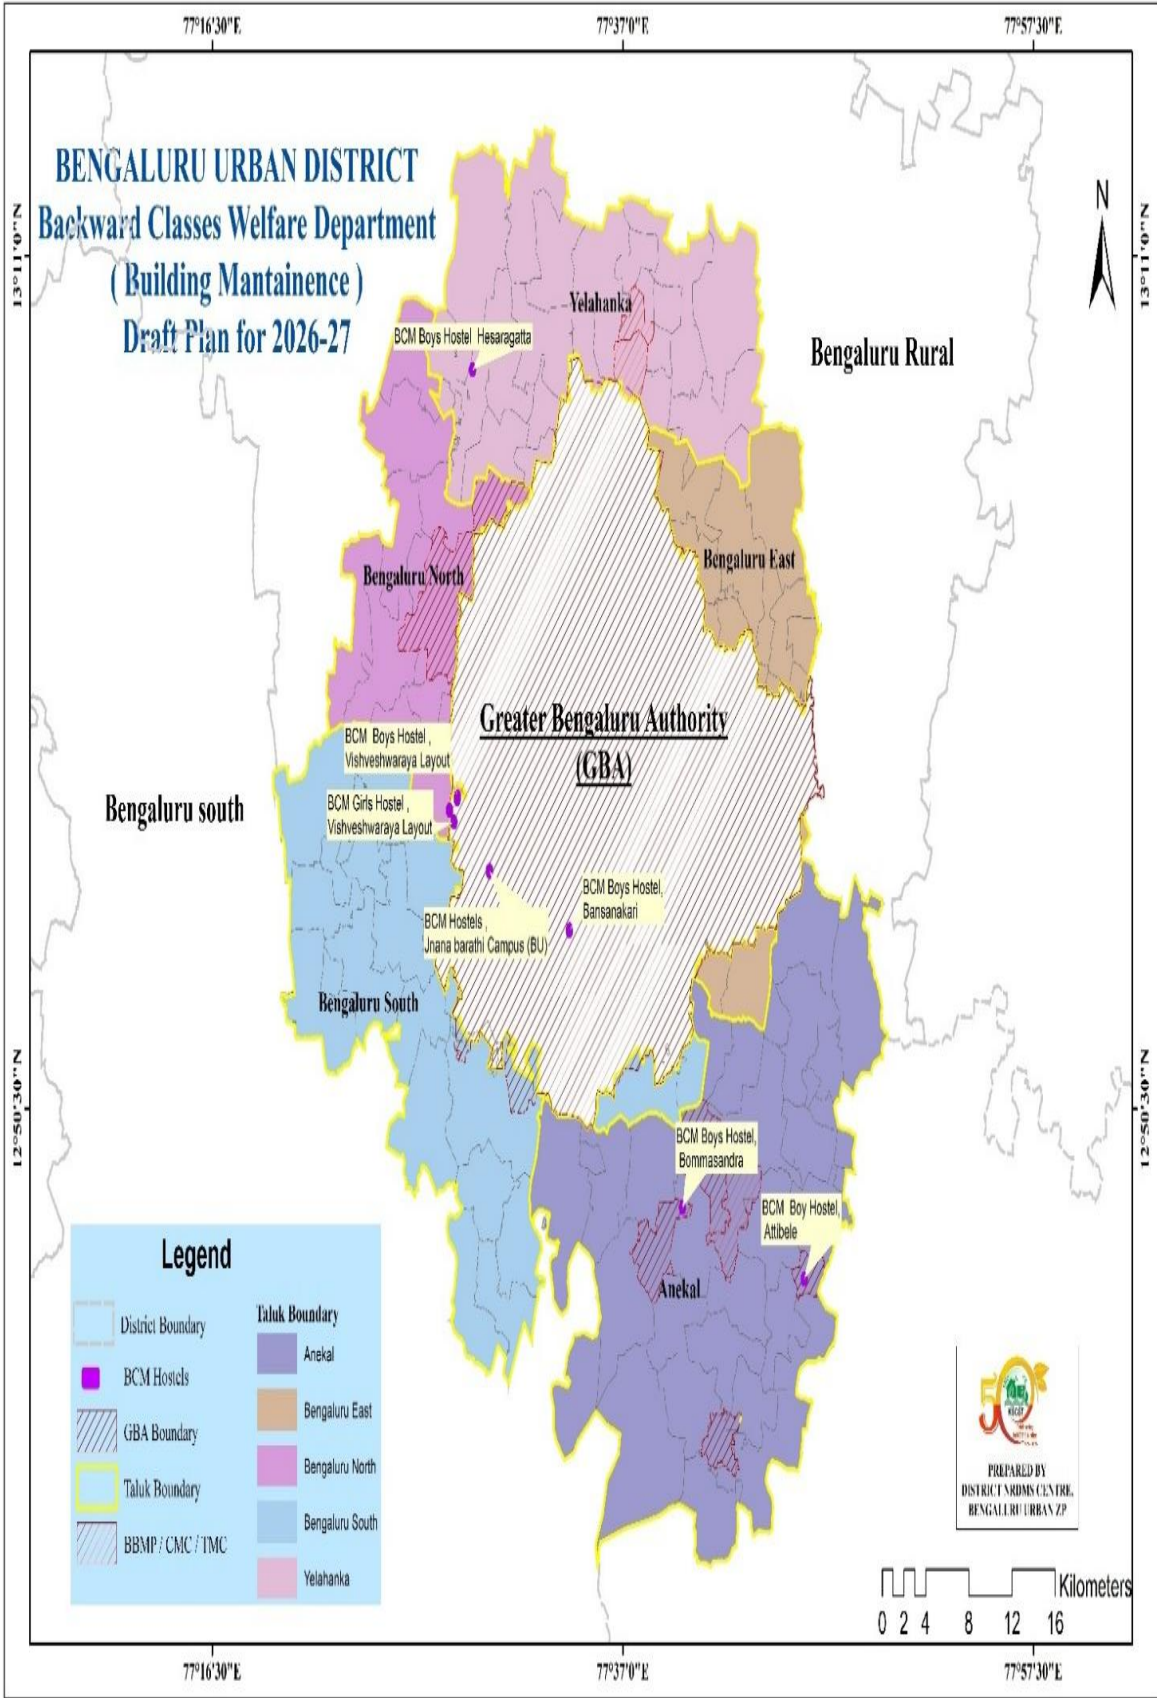 77°16'30"E
77°37'0"E
77°57'30"E
BENGALURU URBAN DISTRICT
Backward Classes Welfare Department
( Building Mantainence )
Draft Plan for 2026-27
N
13°11'0"N
13°11'0"N
Yelahanka
BCM Boys Hostel Hesaragatta
Bengaluru Rural
Bengaluru North
Bengaluru East
Greater Bengaluru Authority
(GBA)
BCM Boys Hostel ,
Vishveshwaraya Layout
Bengaluru south
BCM Girls Hostel ,
Vishveshwaraya Layout
BCM Boys Hostel,
Bansanakari
BCM Hostels ,
Jnana barathi Campus (BU)
Bengaluru South
12°50'30"N
12°50'30"N
BCM Boys Hostel,
Bommasandra
BCM Boy Hostel,
Attibele
Anekal
Legend
District Boundary
BCM Hostels
GBA Boundary
Taluk Boundary
BBMP / CMC / TMC
Taluk Boundary
Anekal
Bengaluru East
Bengaluru North
Bengaluru South
Yelahanka
50
PREPARED BY
DISTRICT NRDMS CENTRE,
BENGALURU URBAN ZP
Kilometers
0 2 4 8 12 16
77°16'30"E
77°37'0"E
77°57'30"E